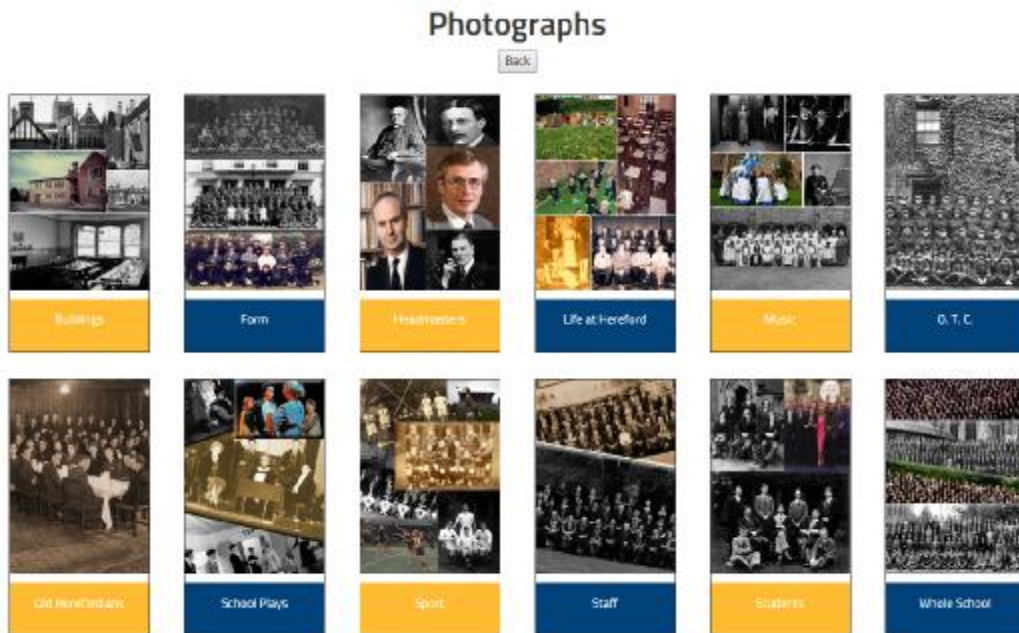 Photographs
Back
Buildings
Form
Headmasters
Life at Hereford
Music
O. T. C.
Old Herefordians
School Plays
Sport
Staff
Students
Whole School